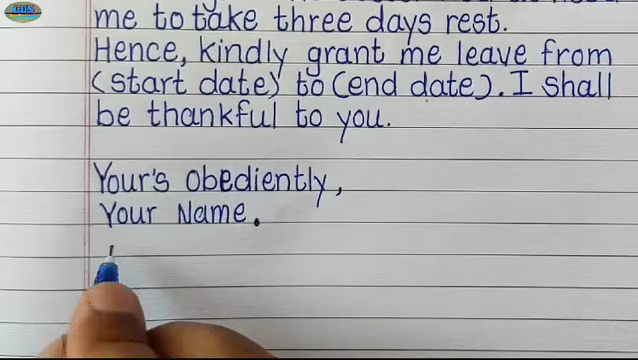 me to take three days rest.
Hence, kindly grant me leave from
(start date) to (end date). I shall
be thankful to you.
Your's Obediently,
Your Name.